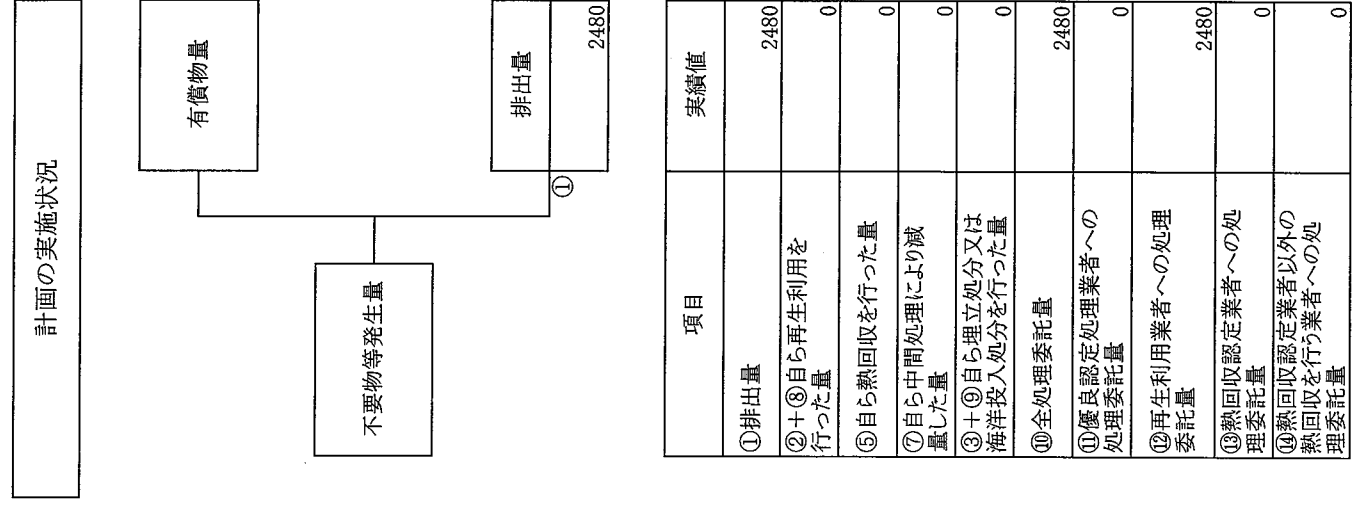 計画の実施状況
有償物量
不要物等発生量
排出量
①
2480
項目
実績値
①排出量
2480
②+⑧自ら再生利用を
行った量
0
⑤自ら熱回収を行った量
0
⑦自ら中間処理により減
量した量
0
③+⑨自ら埋立処分又は
海洋投入処分を行った量
0
⑩全処理委託量
2480
⑪優良認定処理業者への
処理委託量
0
⑫再生利用業者への処理
委託量
2480
⑬熱回収認定業者への処
理委託量
0
⑭熱回収認定業者以外の
熱回収を行う業者への処
理委託量
0